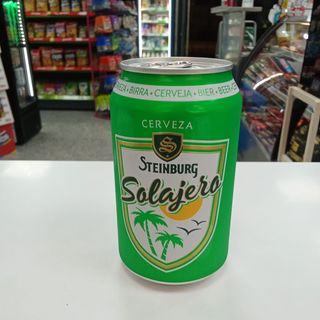 BIRRA • CERVEJA • BIER • BEER
CERVEZA
S
STEINBURG
Solajero